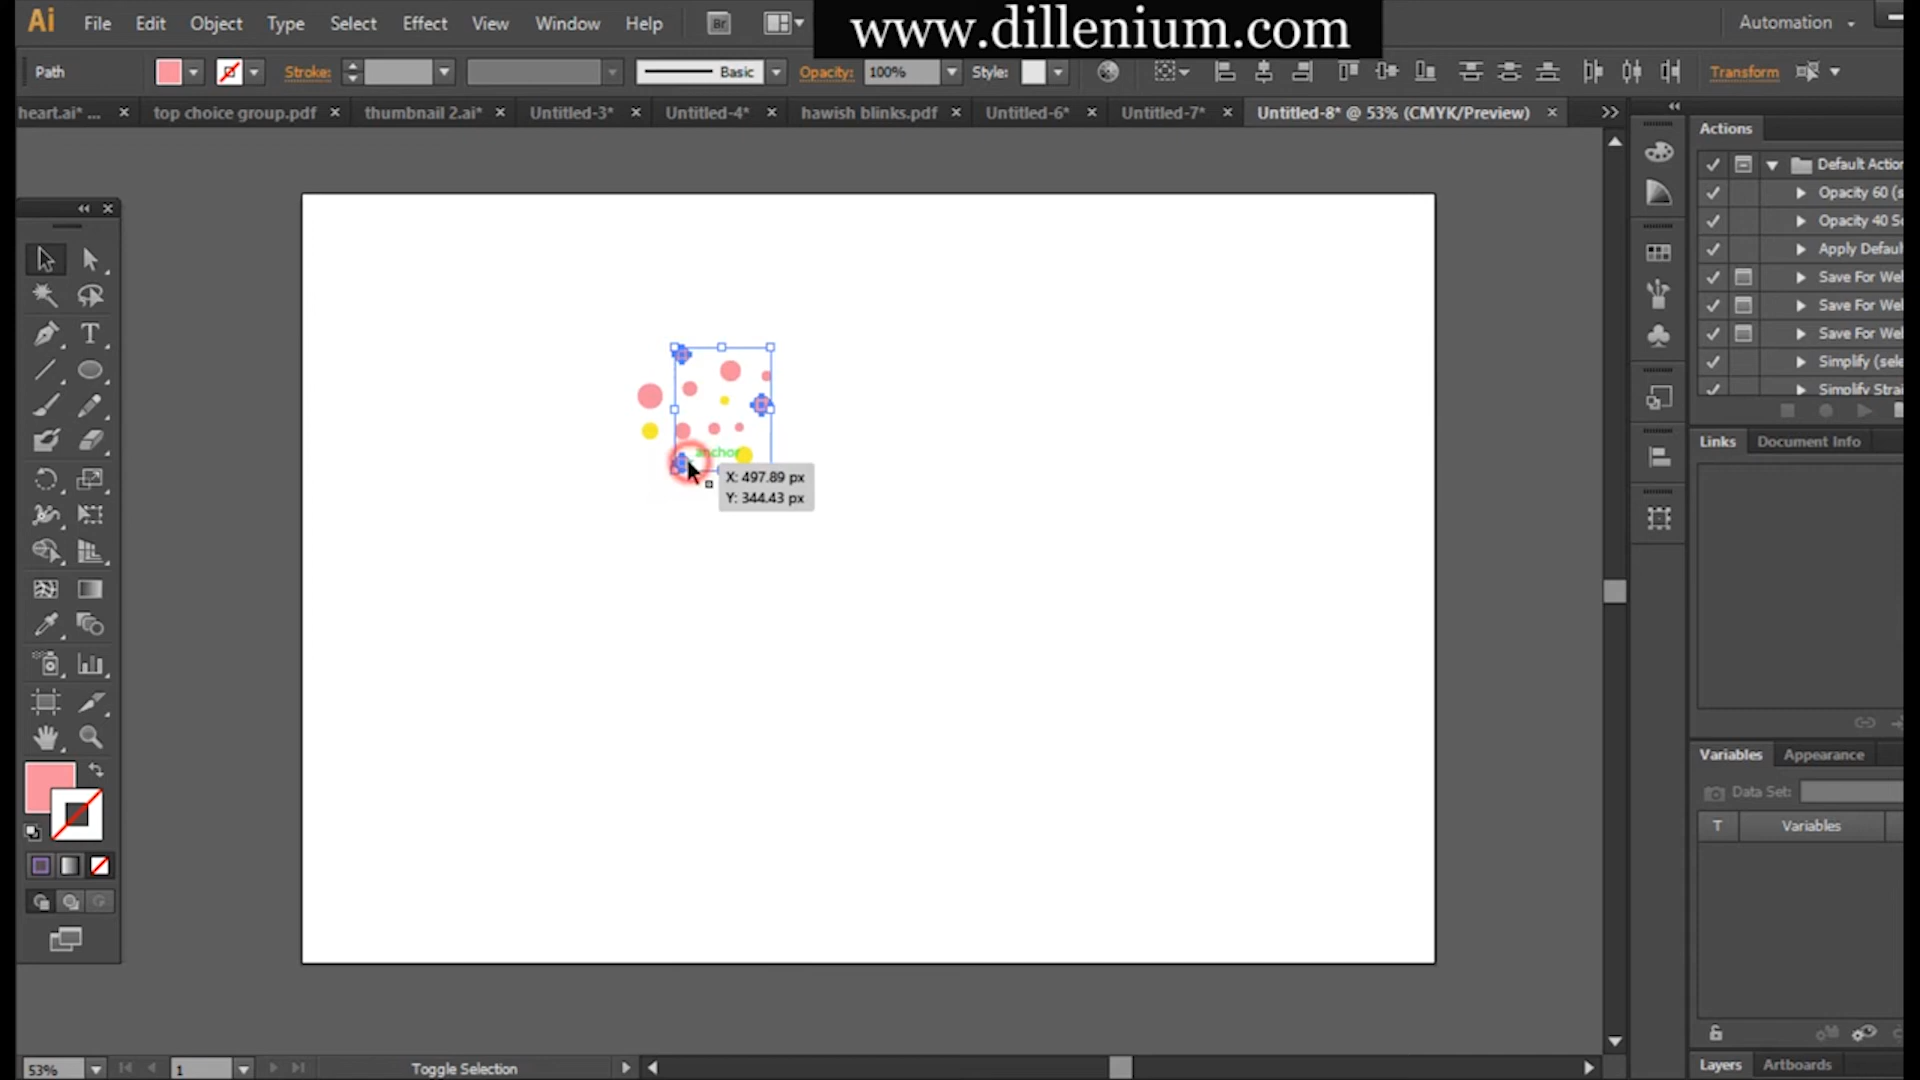 www.dillenium.com
Ai File Edit Object Type Select Effect View Window Help Br Automation
Path Stroke: Basic Opacity: 100% Style: Transform
heart.ai* ... top choice group.pdf thumbnail 2.ai* Untitled-3* Untitled-4* hawish blinks.pdf Untitled-6* Untitled-7* Untitled-8* @ 53% (CMYK/Preview)
Actions
Default Action
Opacity 60 (s
Opacity 40 Se
Apply Defaul
Save For Wel
Save For Wel
Save For Wel
Simplify (sele
Simplify Strai
Links Document Info
anchor
X: 497.89 px
Y: 344.43 px
T
Variables Appearance
Data Set:
T Variables
Layers Artboards
53% 1 Toggle Selection